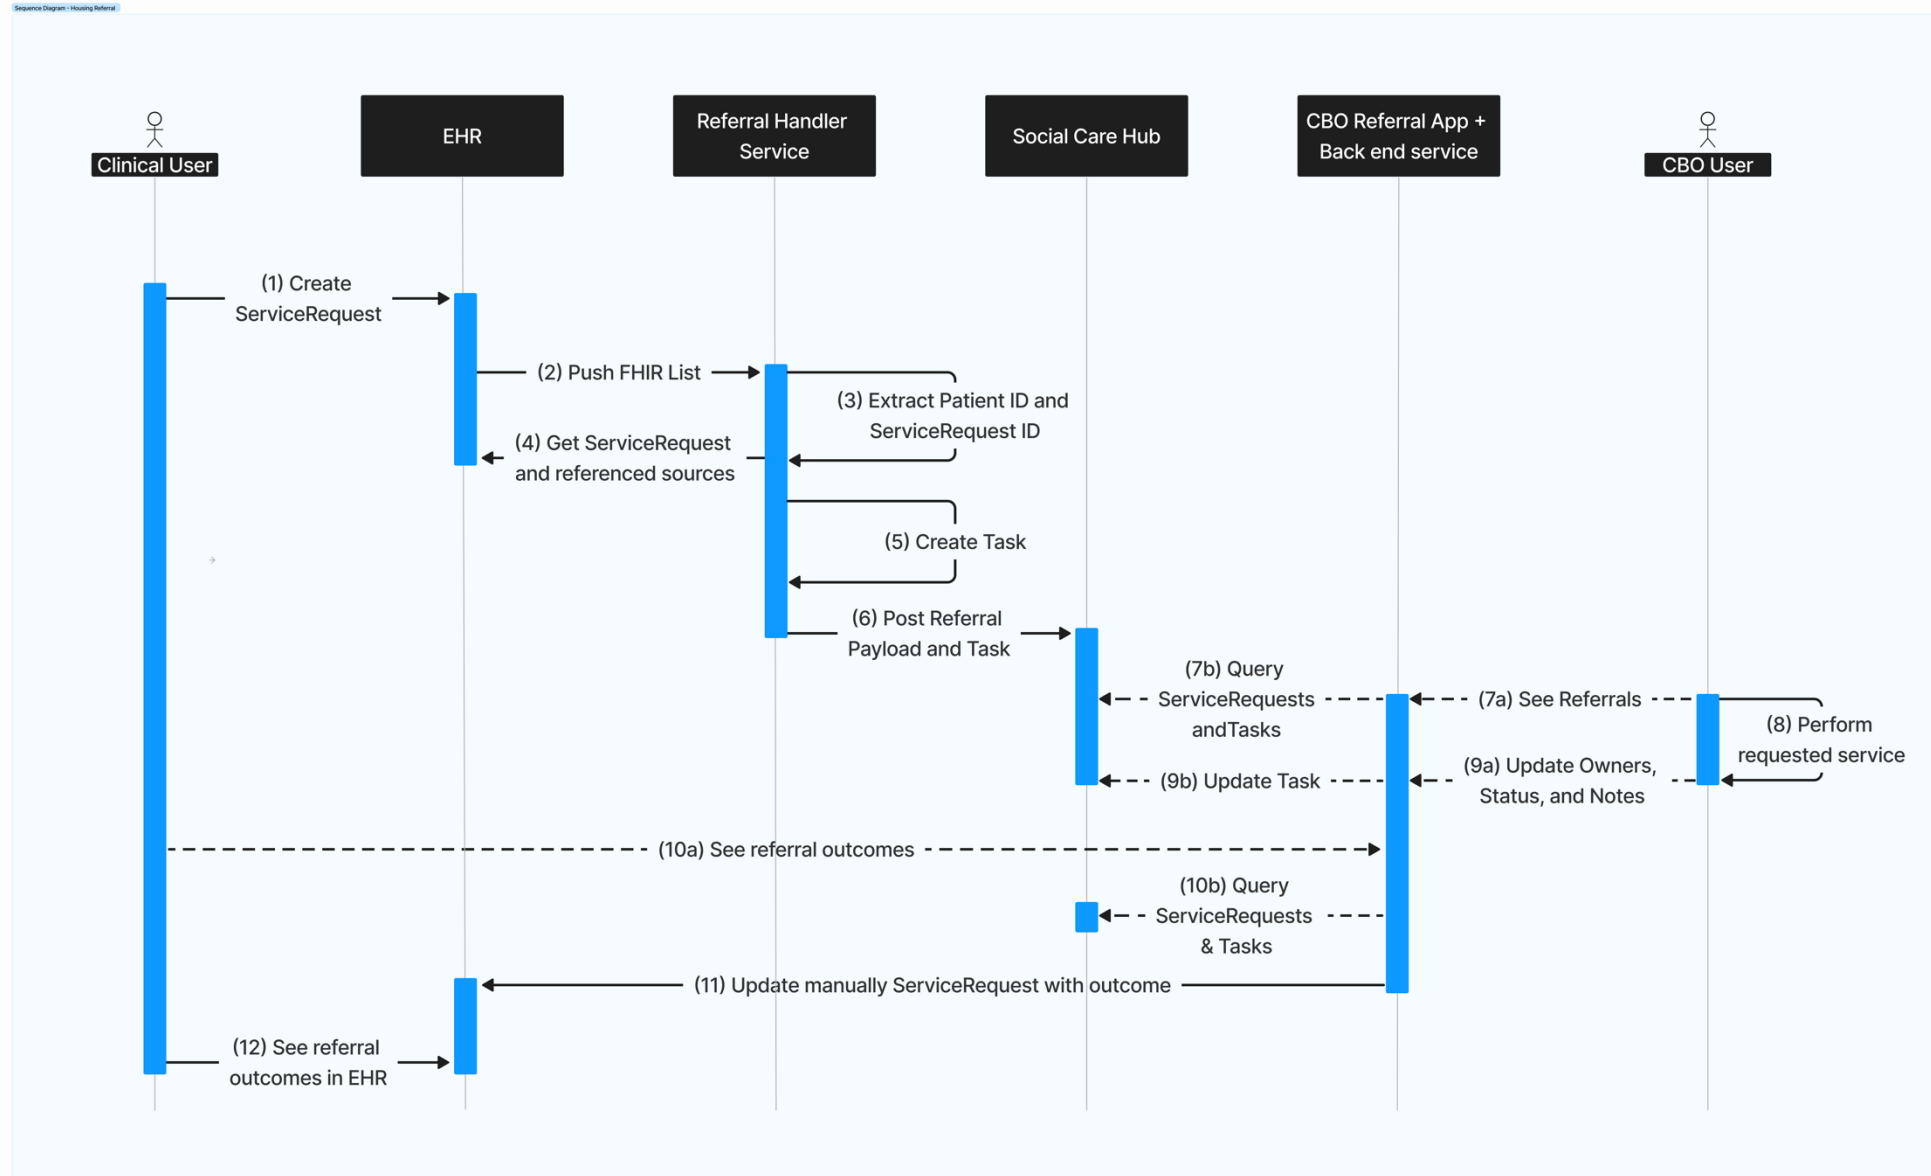 Sequence Diagram - Housing Referral
Clinical User
EHR
Referral Handler
Service
Social Care Hub
CBO Referral App +
Back end service
CBO User
(1) Create
ServiceRequest
(2) Push FHIR List
(3) Extract Patient ID and
ServiceRequest ID
(4) Get ServiceRequest
and referenced sources
(5) Create Task
(6) Post Referral
Payload and Task
(7b) Query
ServiceRequests
andTasks
(7a) See Referrals
(8) Perform
requested service
(9b) Update Task
(9a) Update Owners,
Status, and Notes
(10a) See referral outcomes
(10b) Query
ServiceRequests
& Tasks
(11) Update manually ServiceRequest with outcome
(12) See referral
outcomes in EHR